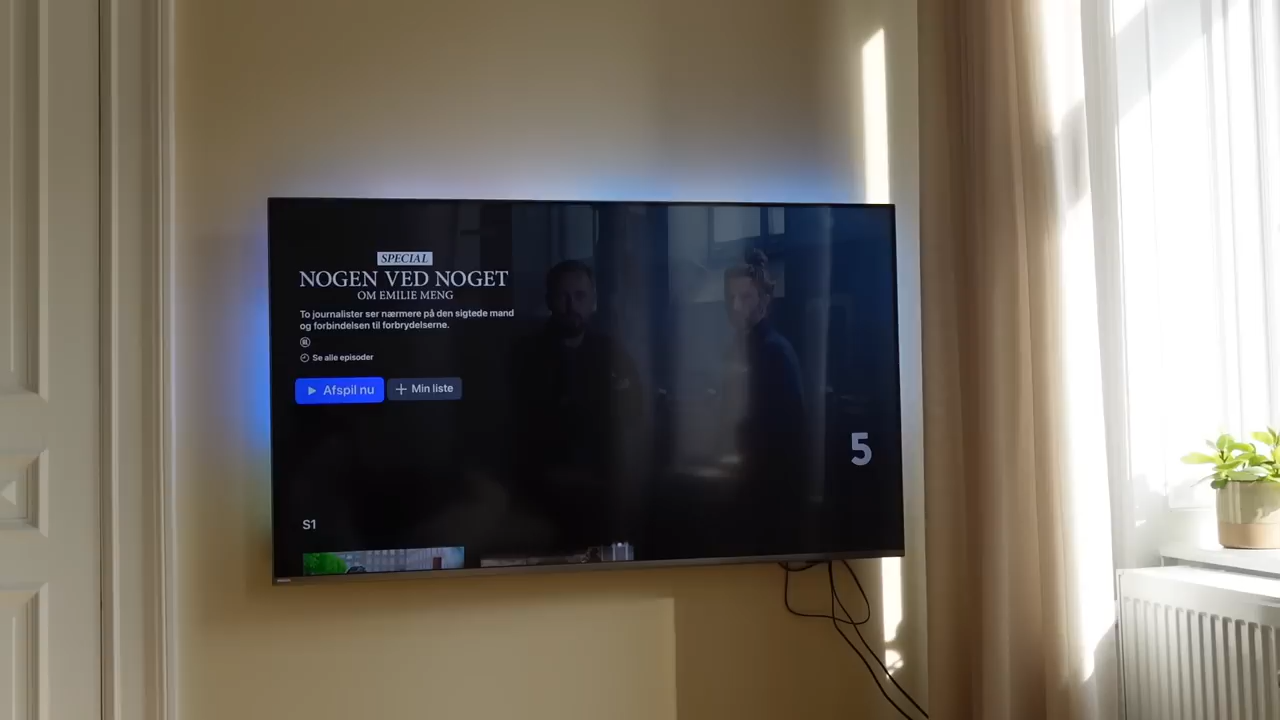 SPECIAL
NOGEN VED NOGET
OM EMILIE MENG
To journalister ser nærmere på den sigtede mand
og forbindelsen til forbrydelserne.
Se alle episoder
Afspil nu
Min liste
5
S1